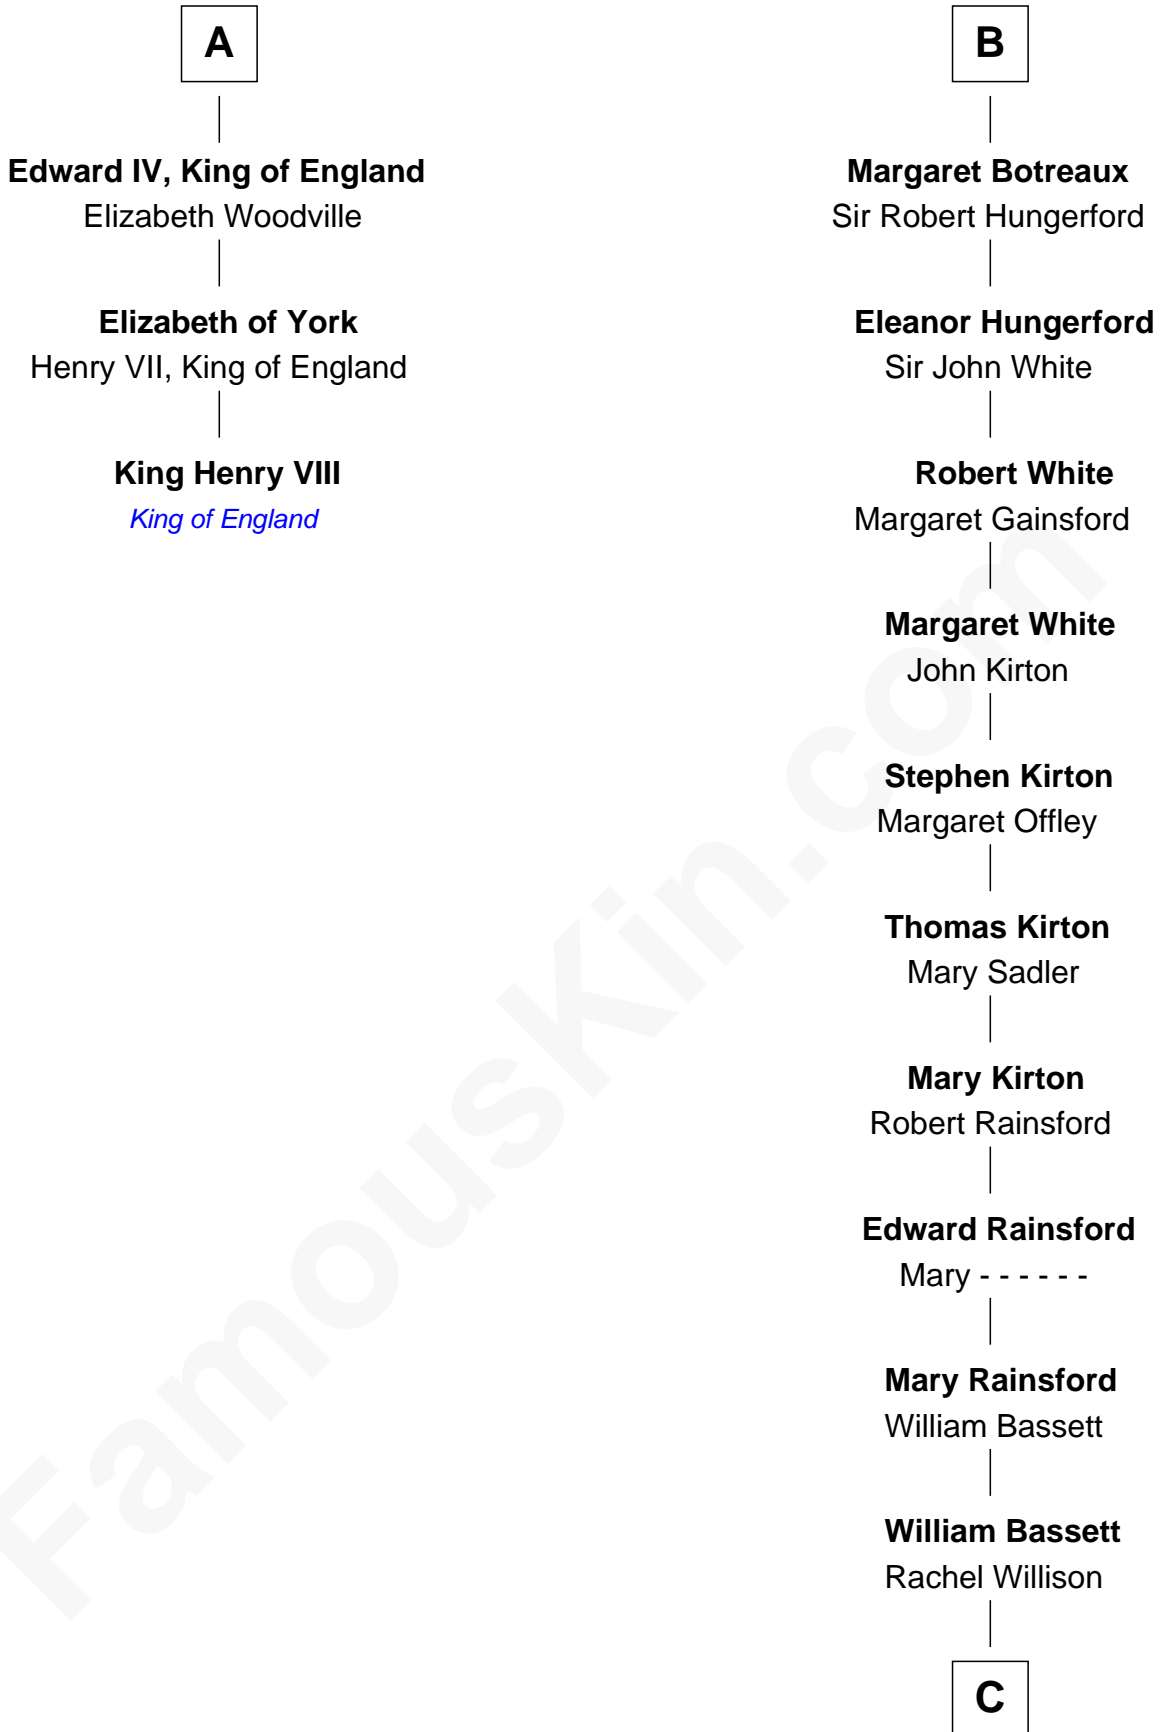 A
Edward IV, King of England
Elizabeth Woodville
Elizabeth of York
Henry VII, King of England
King Henry VIII
King of England
B
Margaret Botreaux
Sir Robert Hungerford
Eleanor Hungerford
Sir John White
Robert White
Margaret Gainsford
Margaret White
John Kirton
Stephen Kirton
Margaret Offley
Thomas Kirton
Mary Sadler
Mary Kirton
Robert Rainsford
Edward Rainsford
Mary - - - - - -
Mary Rainsford
William Bassett
William Bassett
Rachel Willison
C
FamousKin.com